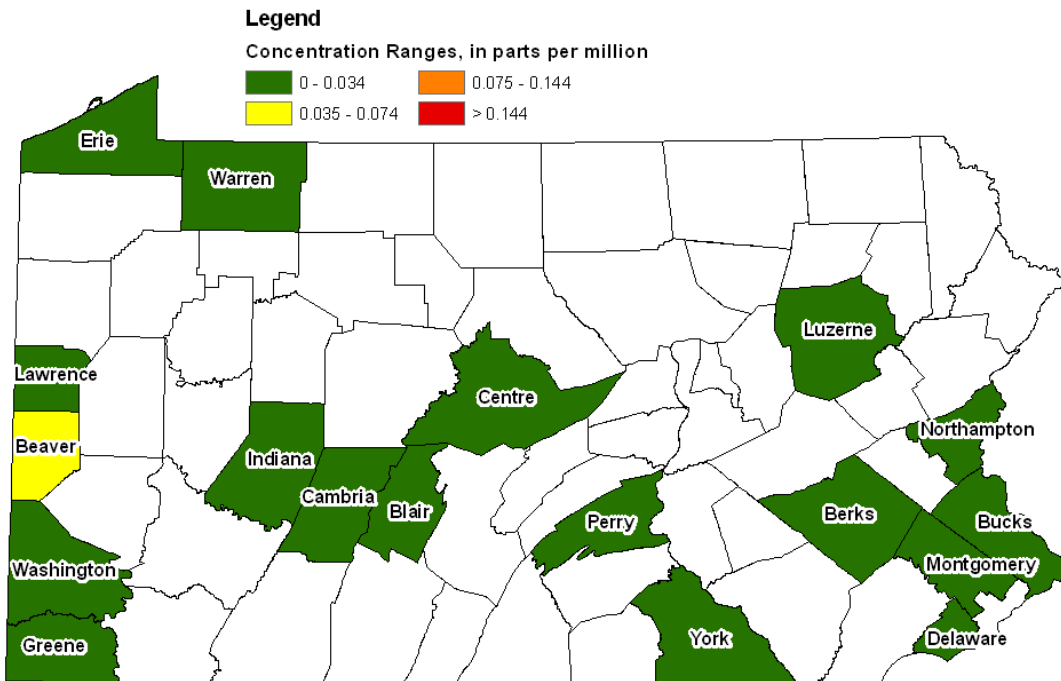 Legend
Concentration Ranges, in parts per million
0 - 0.034
0.075 - 0.144
0.035 - 0.074
> 0.144
Erie
Warren
Luzerne
Lawrence
Centre
Northampton
Beaver
Indiana
Cambria
Blair
Perry
Berks
Bucks
Washington
Montgomery
Greene
York
Delaware